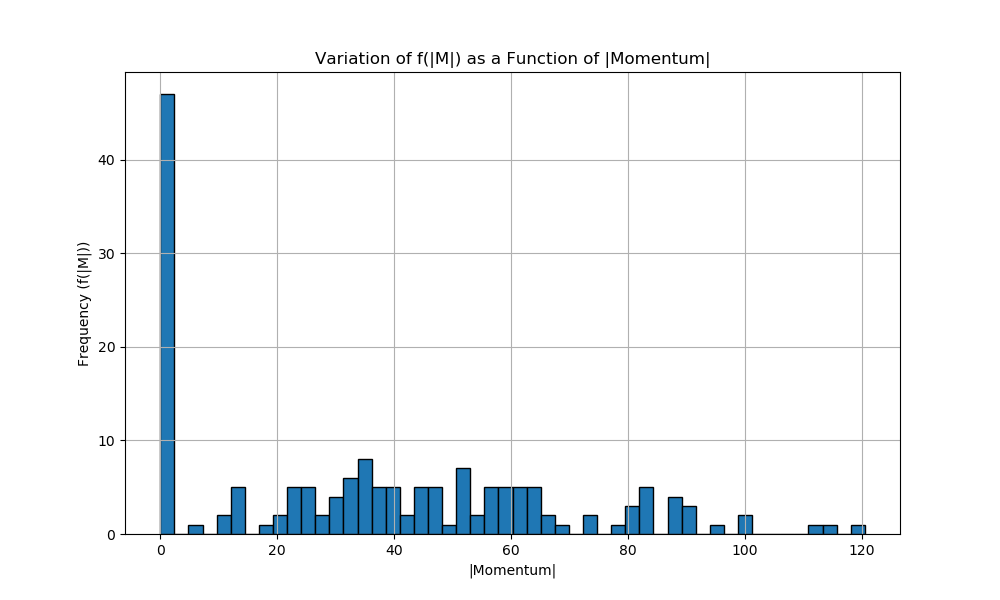 Variation of f(|M|) as a Function of |Momentum|
Frequency (f(|M|))
40
30
20
10
0
0 20 40 60 80 100 120
|Momentum|